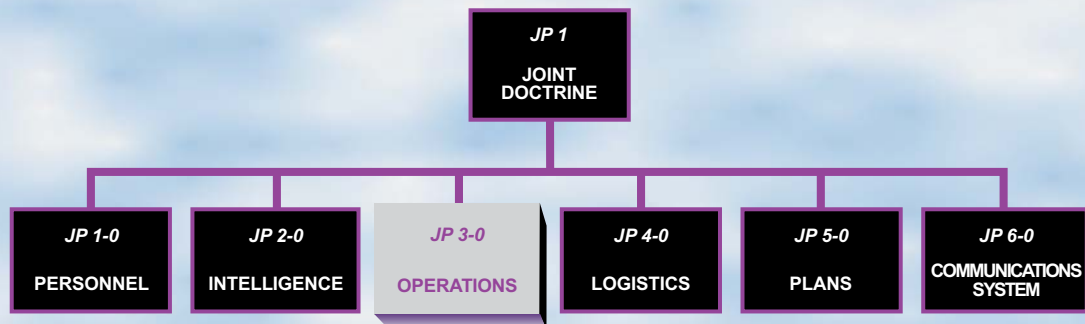 JP 1
JOINT
DOCTRINE
JP 1-0
PERSONNEL
JP 2-0
INTELLIGENCE
JP 3-0
OPERATIONS
JP 4-0
LOGISTICS
JP 5-0
PLANS
JP 6-0
COMMUNICATIONS
SYSTEM